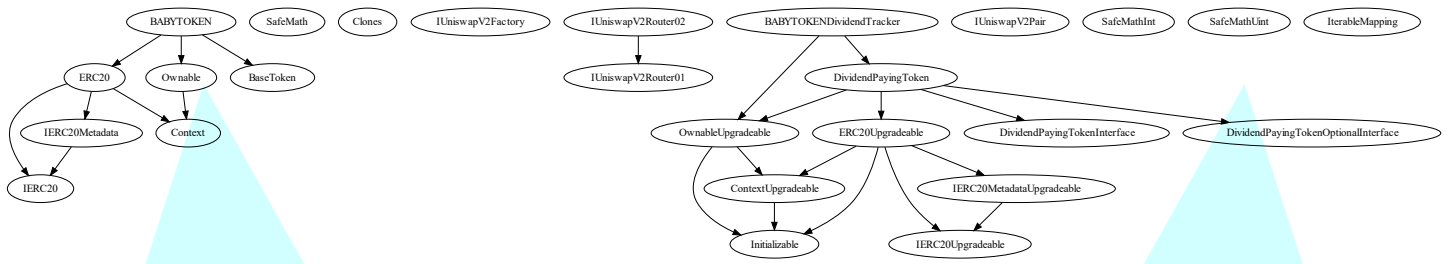 BABYTOKEN
SafeMath
Clones
IUniswapV2Factory
IUniswapV2Router02
BABYTOKENDividendTracker
IUniswapV2Pair
SafeMathInt
SafeMathUint
IterableMapping
ERC20
Ownable
BaseToken
IUniswapV2Router01
DividendPayingToken
IERC20Metadata
Context
OwnableUpgradeable
ERC20Upgradeable
DividendPayingTokenInterface
DividendPayingTokenOptionalInterface
IERC20
ContextUpgradeable
IERC20MetadataUpgradeable
Initializable
IERC20Upgradeable